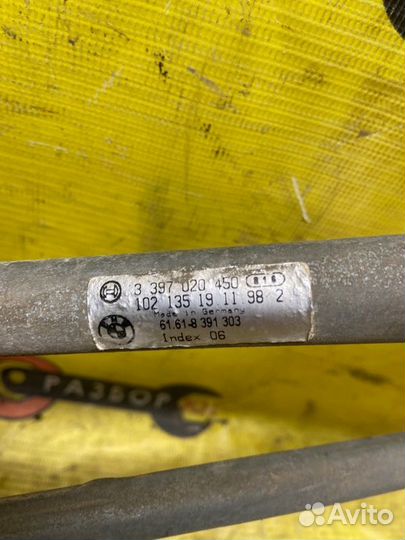 3 397 020 450 816
102 135 19 11 98 2
Made in Germany
61.61-8 391 303
Index 06
РАЗБОР
Avito